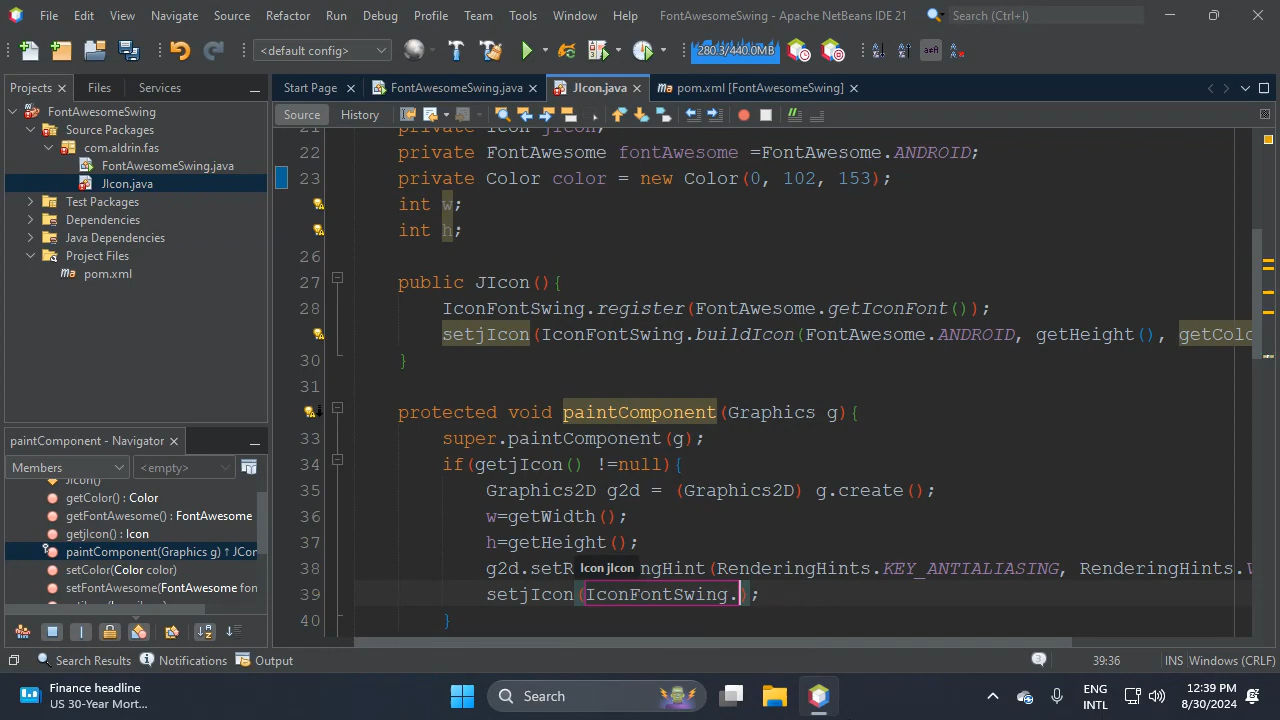 File Edit View Navigate Source Refactor Run Debug Profile Team Tools Window Help FontAwesomeSwing - Apache NetBeans IDE 21 Search (Ctrl+I)
<default config> 280.3/440.0MB
Projects Files Services
Start Page FontAwesomeSwing.java JIcon.java pom.xml [FontAwesomeSwing]
Source History
FontAwesomeSwing
Source Packages
com.aldrin.fas
FontAwesomeSwing.java
JIcon.java
Test Packages
Dependencies
Java Dependencies
Project Files
pom.xml
paintComponent - Navigator
Members <empty>
JIcon()
getColor() : Color
getFontAwesome() : FontAwesome
getjIcon() : Icon
paintComponent(Graphics g) ↑ JCor
setColor(Color color)
setFontAwesome(FontAwesome for
private Icon jIcon;
22 private FontAwesome fontAwesome =FontAwesome.ANDROID;
23 private Color color = new Color(0, 102, 153);
int w;
int h;
26
27 public JIcon(){
28 IconFontSwing.register(FontAwesome.getIconFont());
setjIcon(IconFontSwing.buildIcon(FontAwesome.ANDROID, getHeight(), getColo
30 }
31
protected void paintComponent(Graphics g){
33 super.paintComponent(g);
34 if(getjIcon() !=null){
35 Graphics2D g2d = (Graphics2D) g.create();
36 w=getWidth();
37 h=getHeight();
Icon jIcon
38 g2d.setR ngHint(RenderingHints.KEY_ANTIALIASING, RenderingHints.V
39 setjIcon(IconFontSwing.);
40 }
Search Results Notifications Output 3 39:36 INS Windows (CRLF)
Finance headline
US 30-Year Mort...
Search
ENG
INTL
12:39 PM
8/30/2024